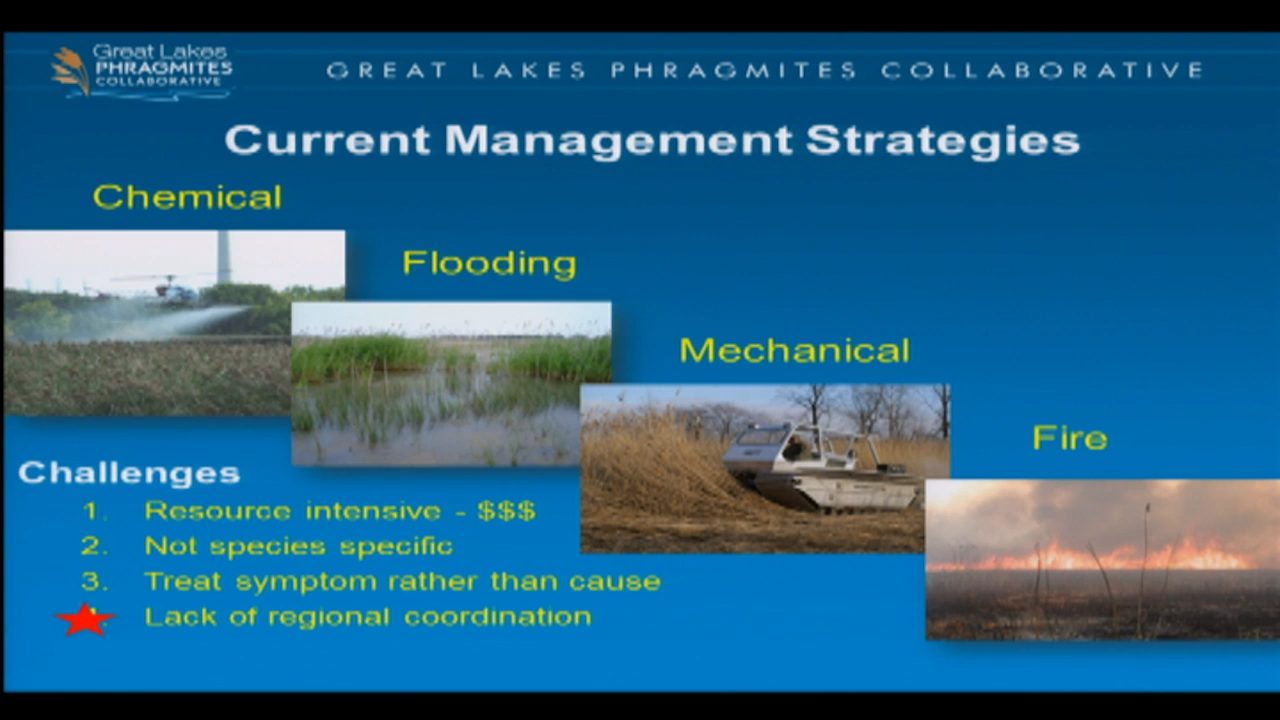 Great Lakes
PHRAGMITES
COLLABORATIVE
GREAT LAKES PHRAGMITES COLLABORATIVE
Current Management Strategies
Chemical
Flooding
Mechanical
Fire
Challenges
1. Resource intensive - $$$
2. Not species specific
3. Treat symptom rather than cause
4. Lack of regional coordination